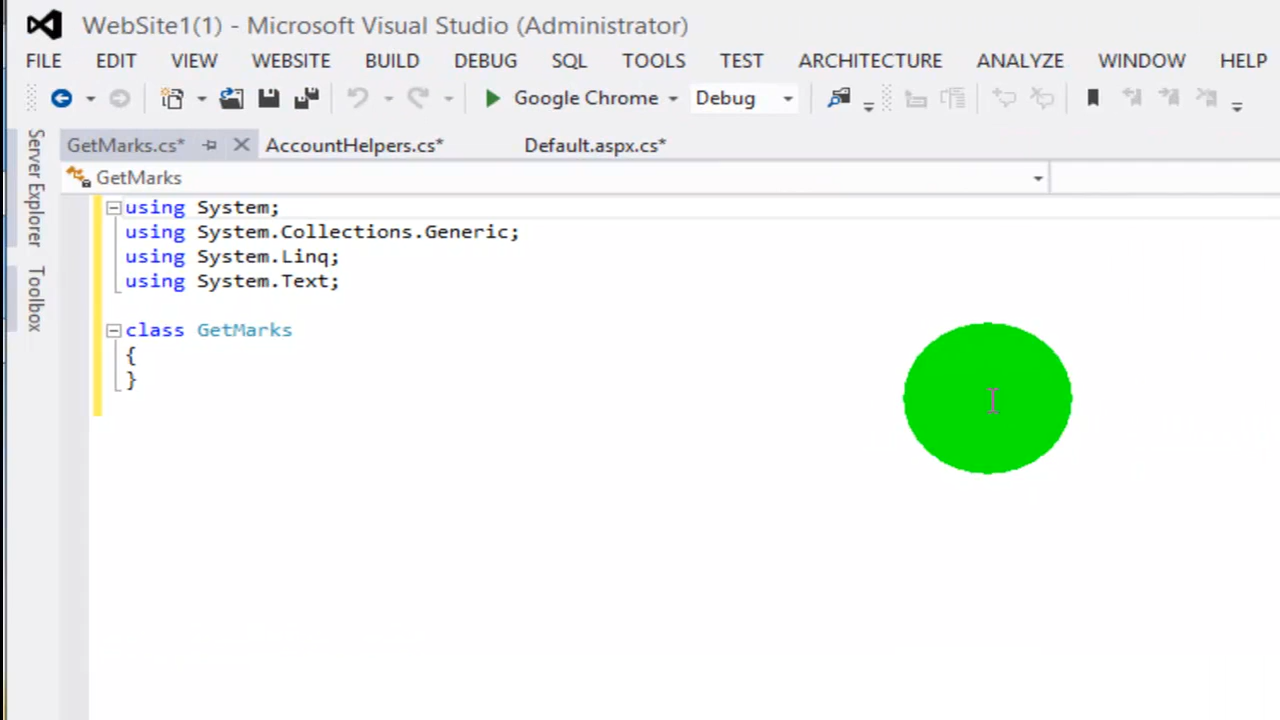 WebSite1(1) - Microsoft Visual Studio (Administrator)
FILE EDIT VIEW WEBSITE BUILD DEBUG SQL TOOLS TEST ARCHITECTURE ANALYZE WINDOW HELP
Google Chrome Debug
GetMarks.cs* AccountHelpers.cs* Default.aspx.cs*
GetMarks
Server Explorer
Toolbox
using System;
using System.Collections.Generic;
using System.Linq;
using System.Text;
class GetMarks
{
}